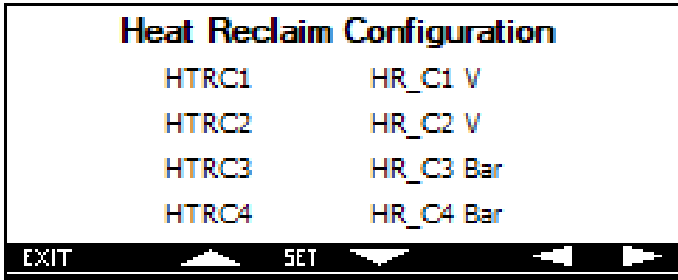 Heat Reclaim Configuration
HTRC1 HR_C1 V
HTRC2 HR_C2 V
HTRC3 HR_C3 Bar
HTRC4 HR_C4 Bar
EXIT SET